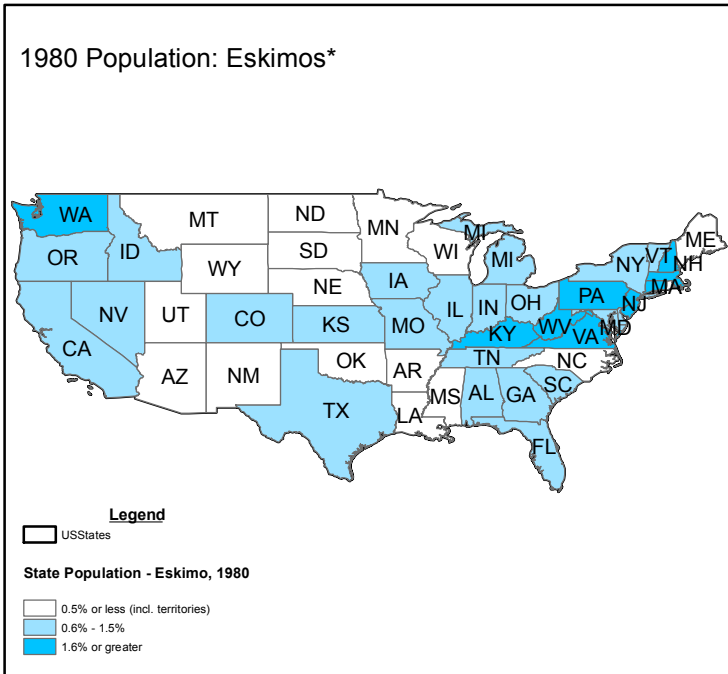 1980 Population: Eskimos*
WA
MT
ND
MN
ME
OR
ID
SD
WI
MI
VT
NH
WY
MI
NY
MA
NE
IA
PA
NJ
NV
UT
CO
IL
IN
OH
CA
KS
MO
WV
MD
KY
VA
AZ
NM
OK
AR
TN
NC
TX
MS
AL
GA
SC
LA
FL
Legend
USStates
State Population - Eskimo, 1980
0.5% or less (incl. territories)
0.6% - 1.5%
1.6% or greater